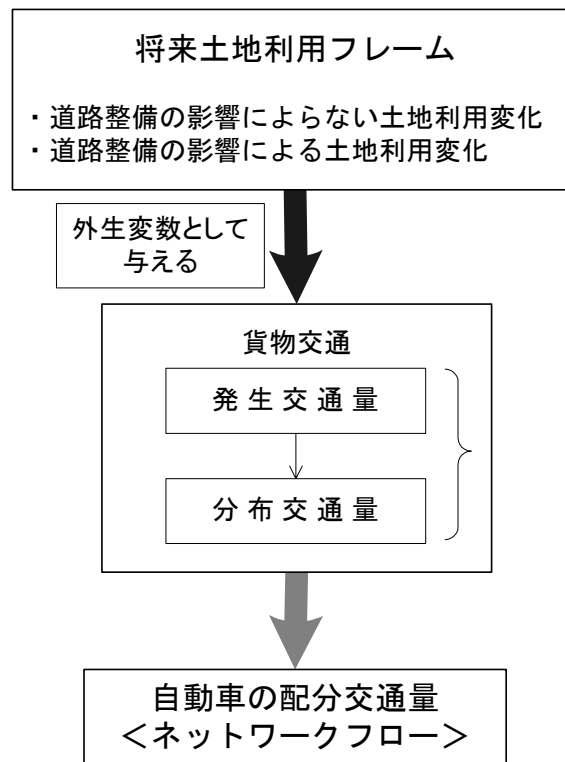 将来土地利用フレーム
・道路整備の影響によらない土地利用変化
・道路整備の影響による土地利用変化
外生変数として
与える
貨物交通
発生交通量
分布交通量
自動車の配分交通量
＜ネットワークフロー＞